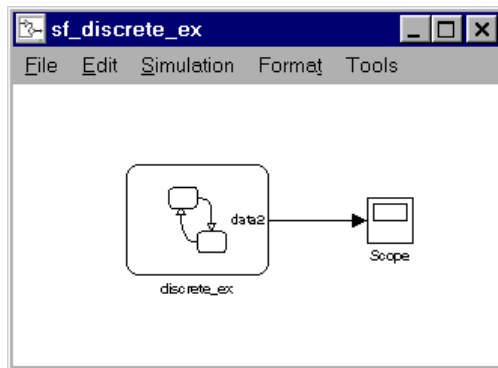 sf_discrete_ex
File Edit Simulation Format Tools
data2
Scope
discrete_ex